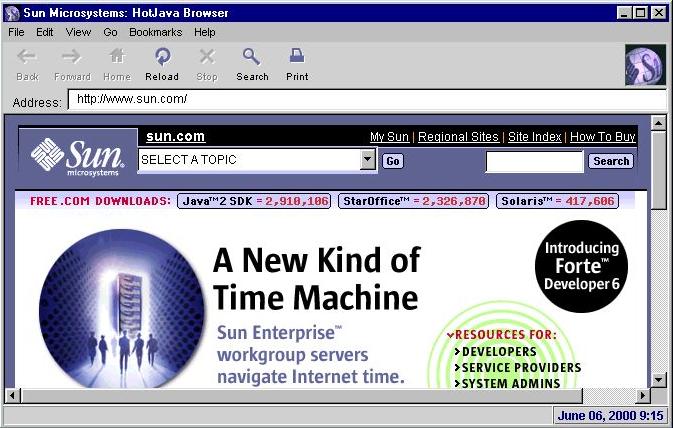 Sun Microsystems: HotJava Browser
File Edit View Go Bookmarks Help
Back Forward Home Reload Stop Search Print
Address: http://www.sun.com/
sun.com My Sun | Regional Sites | Site Index | How To Buy
Sun microsystems
SELECT A TOPIC Go Search
FREE.COM DOWNLOADS: Java™2 SDK = 2,910,106 StarOffice™ = 2,326,870 Solaris™ = 417,606
A New Kind of
Time Machine
Introducing
Forte™
Developer 6
Sun Enterprise™
workgroup servers
navigate Internet time.
RESOURCES FOR:
DEVELOPERS
SERVICE PROVIDERS
SYSTEM ADMINS
June 06, 2000 9:15